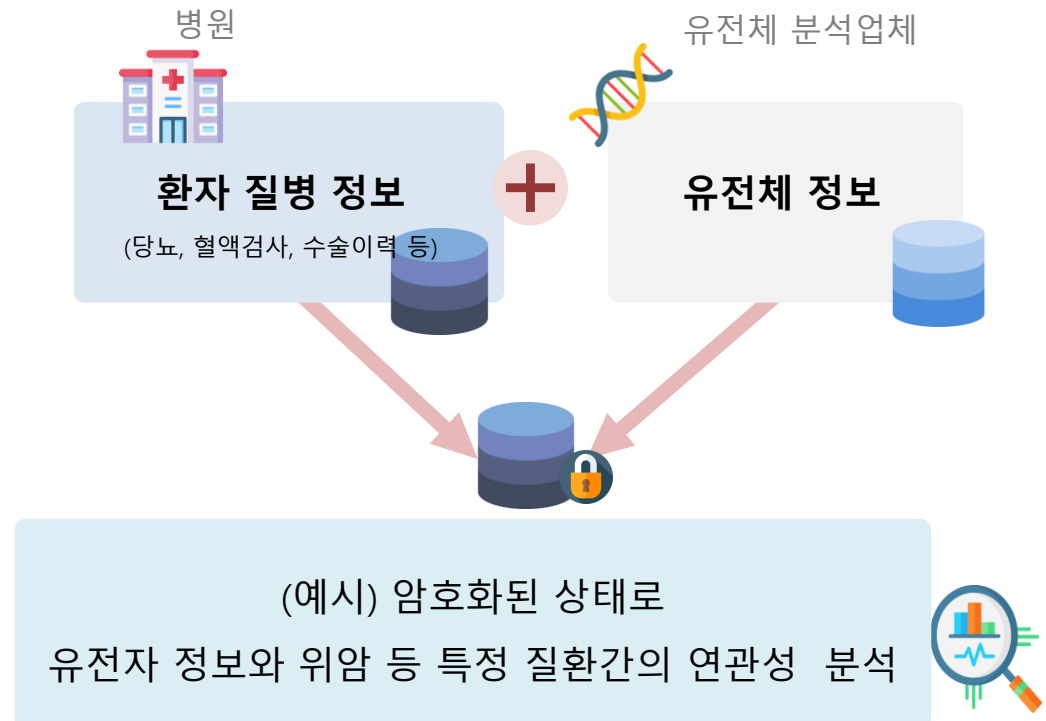 병원
유전체 분석업체
환자 질병 정보
(당뇨, 혈액검사, 수술이력 등)
유전체 정보
(예시) 암호화된 상태로
유전자 정보와 위암 등 특정 질환간의 연관성 분석